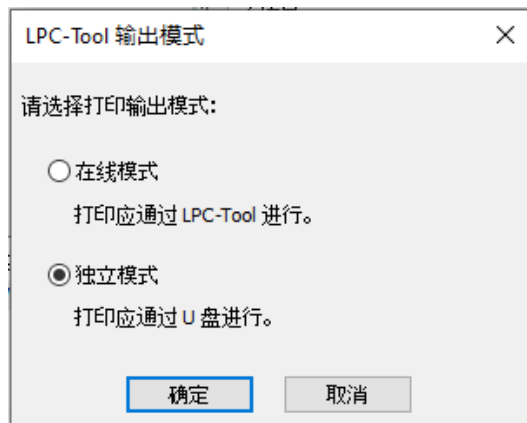 LPC-Tool 输出模式
请选择打印输出模式:
在线模式
打印应通过 LPC-Tool 进行。
独立模式
打印应通过 U 盘进行。
确定
取消